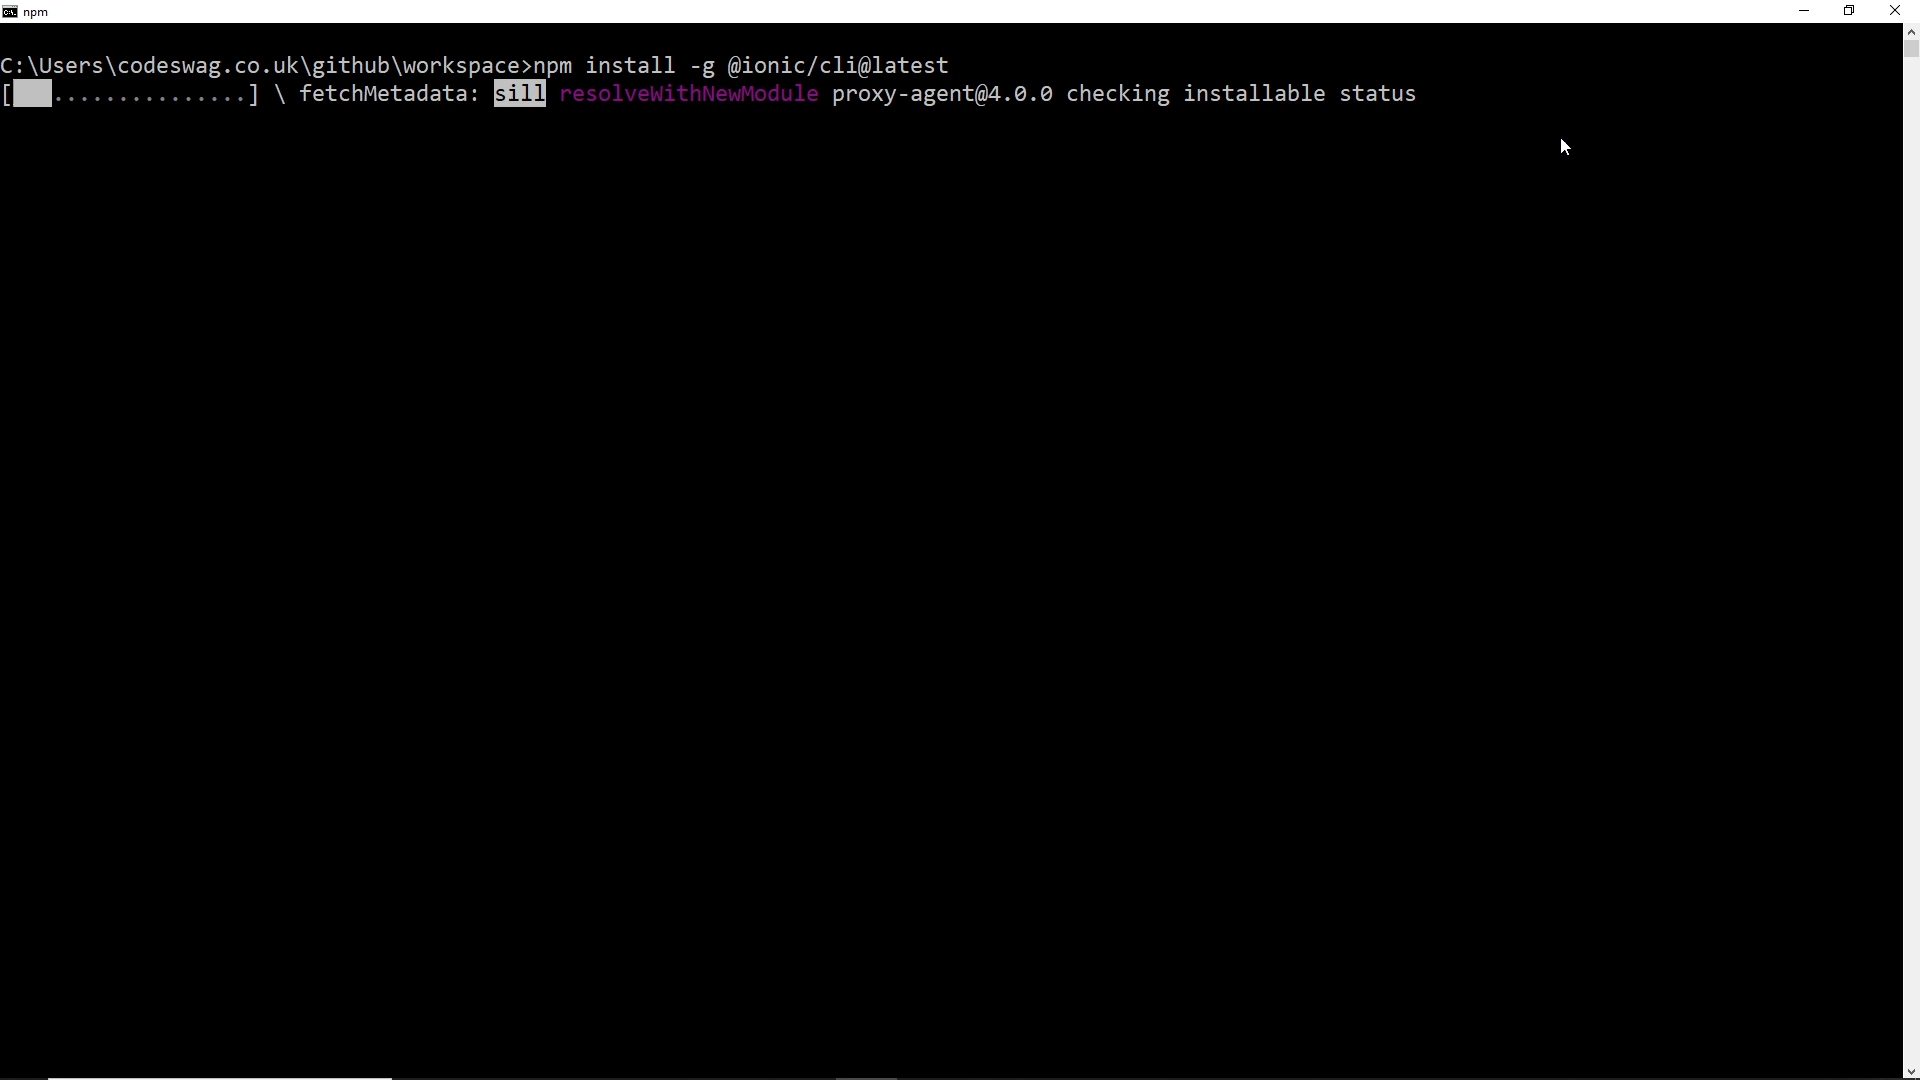 npm
C:\Users\codeswag.co.uk\github\workspace>npm install -g @ionic/cli@latest
[ ...............] \ fetchMetadata: sill resolveWithNewModule proxy-agent@4.0.0 checking installable status